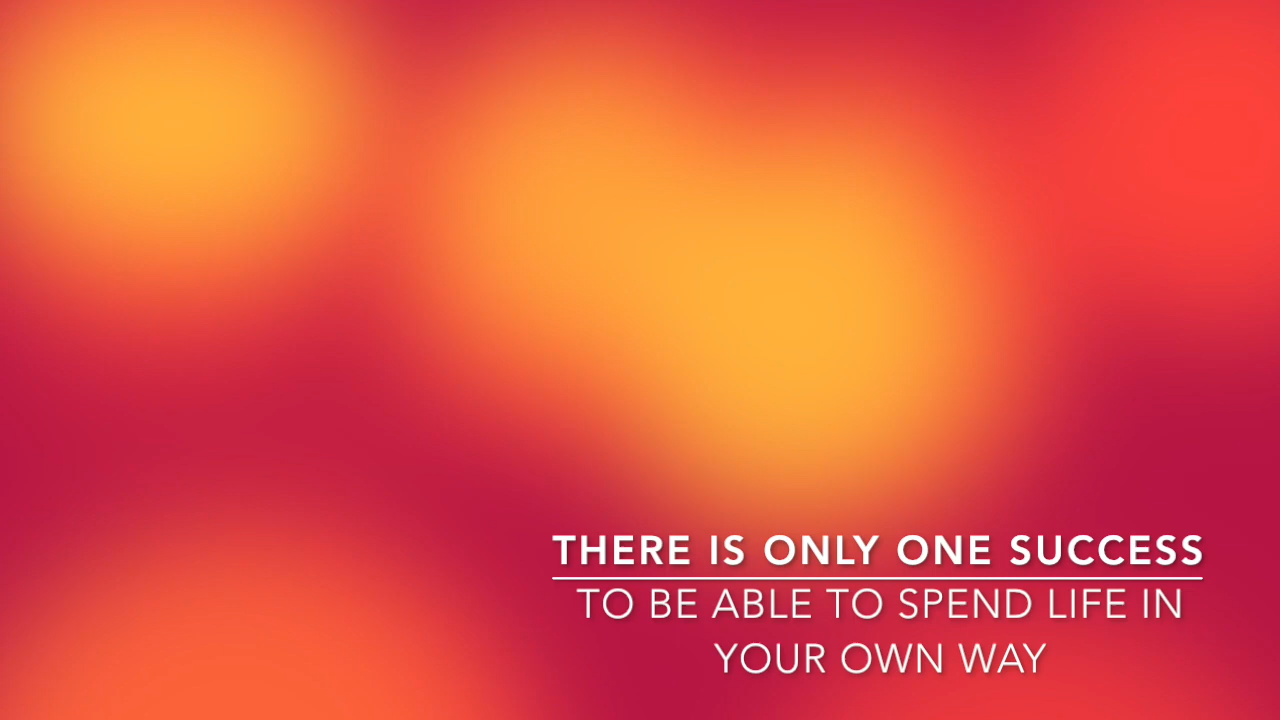 THERE IS ONLY ONE SUCCESS
TO BE ABLE TO SPEND LIFE IN
YOUR OWN WAY